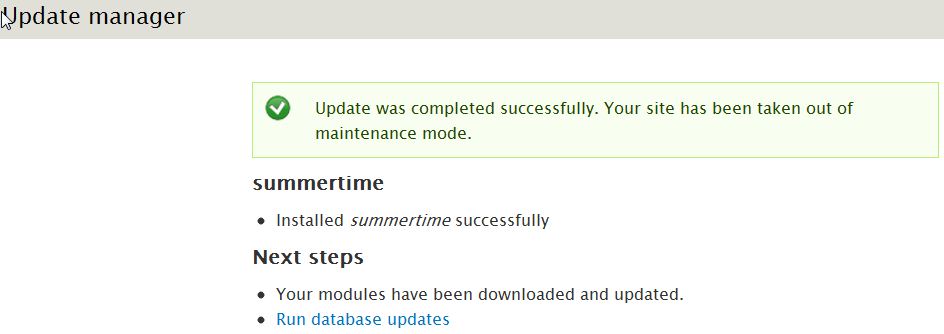 Update manager
Update was completed successfully. Your site has been taken out of
maintenance mode.
summertime
Installed summertime successfully
Next steps
Your modules have been downloaded and updated.
Run database updates